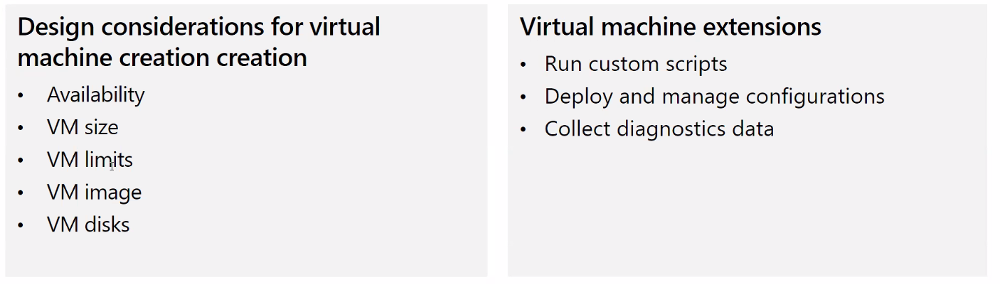 Design considerations for virtual
machine creation creation
• Availability
• VM size
• VM limits
• VM image
• VM disks
Virtual machine extensions
• Run custom scripts
• Deploy and manage configurations
• Collect diagnostics data